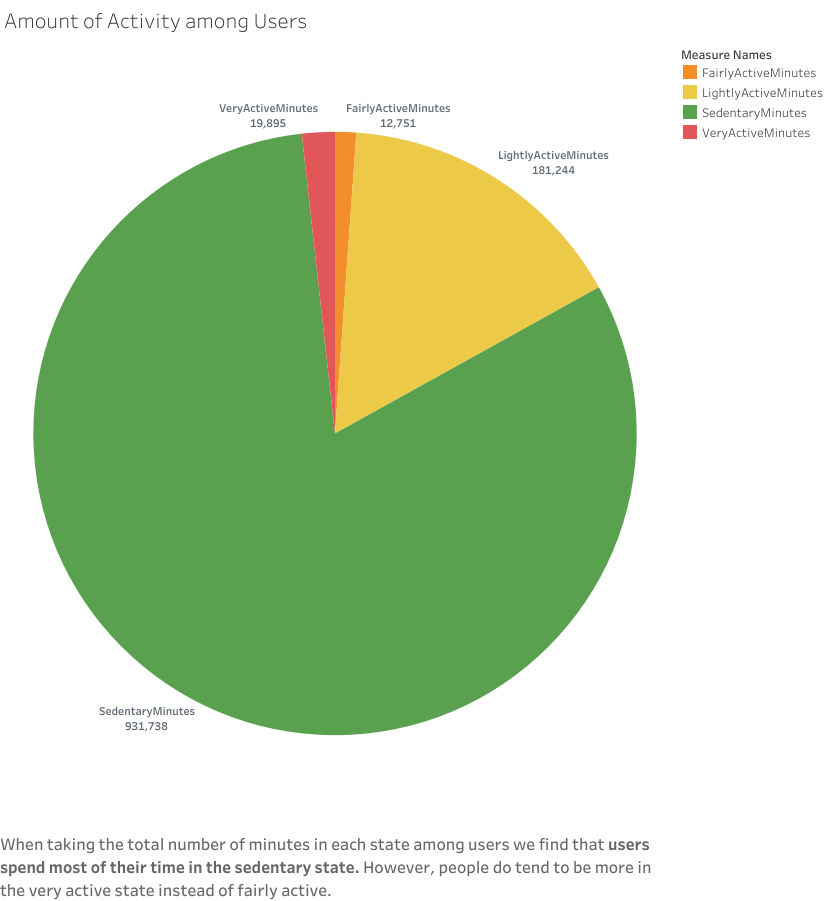 Amount of Activity among Users
Measure Names
FairlyActiveMinutes
LightlyActiveMinutes
SedentaryMinutes
VeryActiveMinutes
VeryActiveMinutes
19,895
FairlyActiveMinutes
12,751
LightlyActiveMinutes
181,244
SedentaryMinutes
931,738
When taking the total number of minutes in each state among users we find that users
spend most of their time in the sedentary state. However, people do tend to be more in
the very active state instead of fairly active.